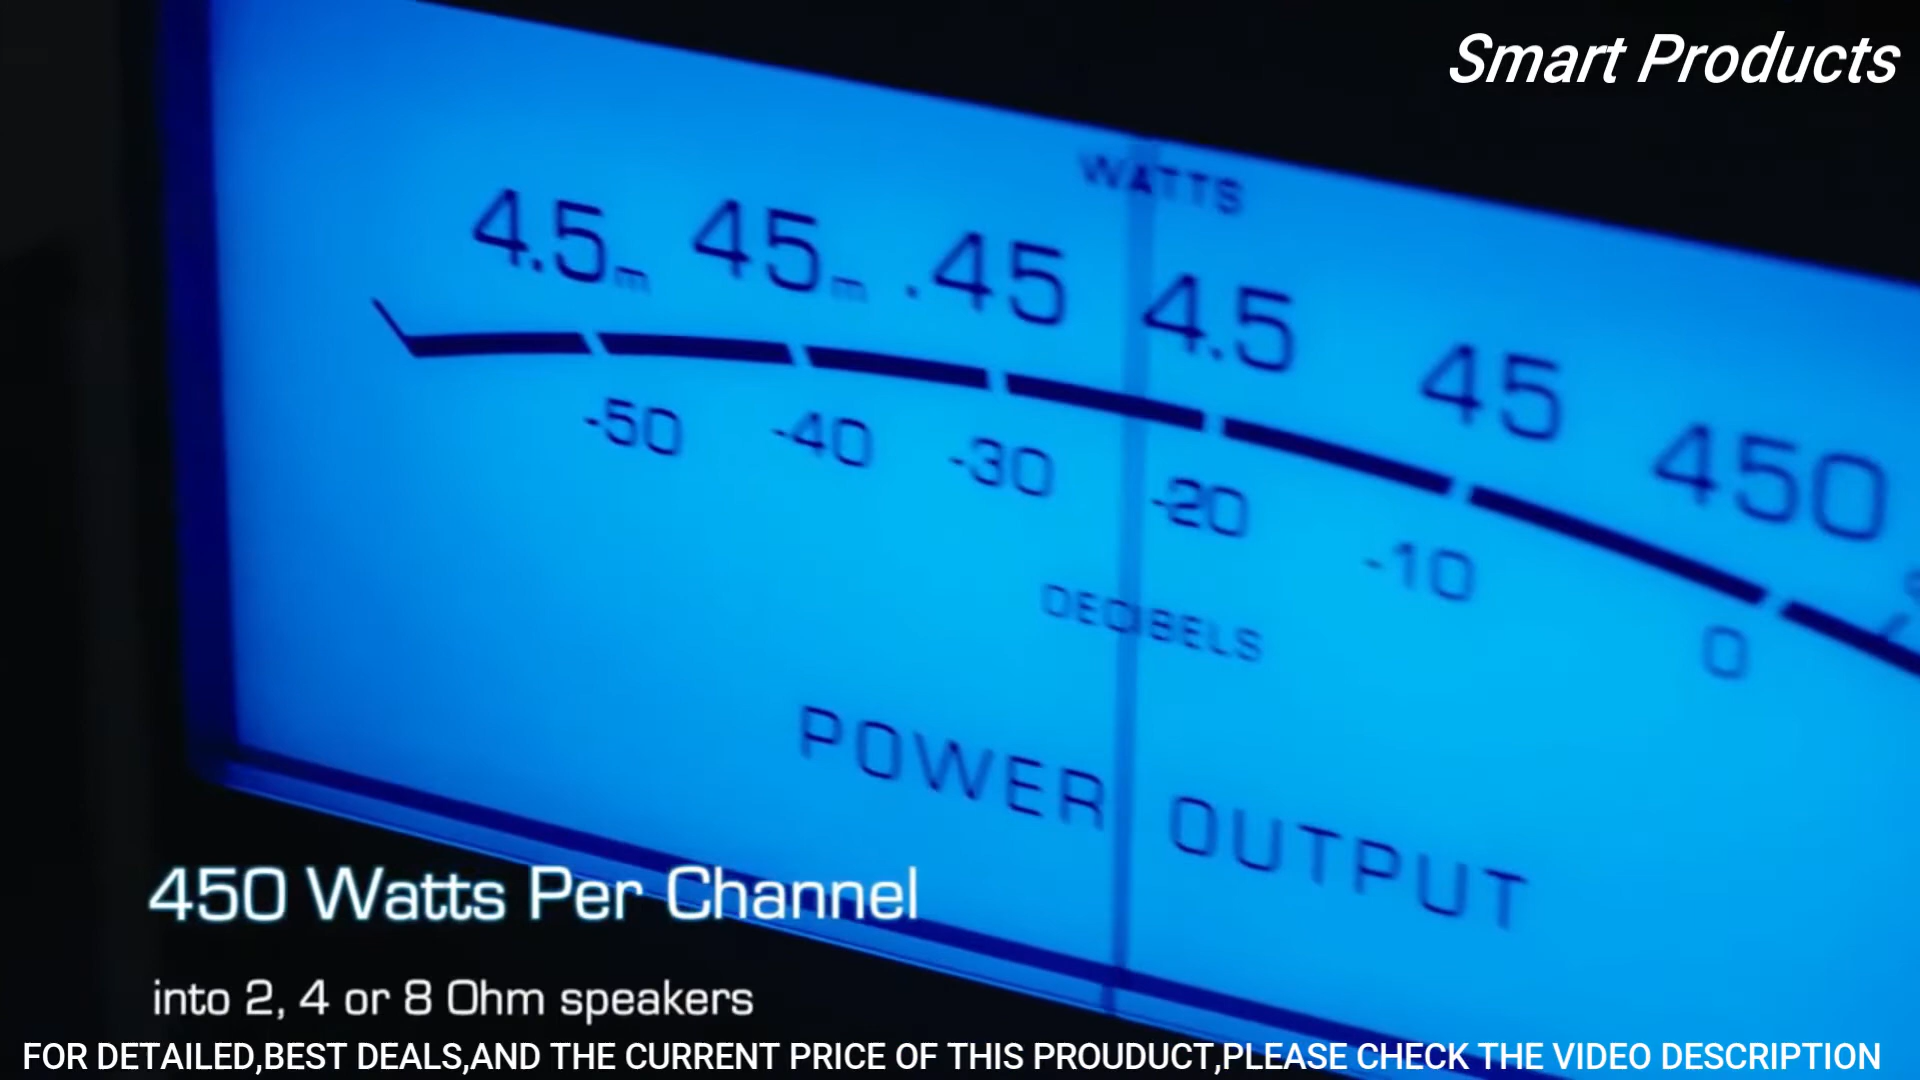 Smart Products
WATTS
4.5m 45m .45 4.5 45 450
-50 -40 -30 -20 -10 0
DECIBELS
POWER OUTPUT
450 Watts Per Channel
into 2, 4 or 8 Ohm speakers
FOR DETAILED,BEST DEALS,AND THE CURRENT PRICE OF THIS PROUDUCT,PLEASE CHECK THE VIDEO DESCRIPTION